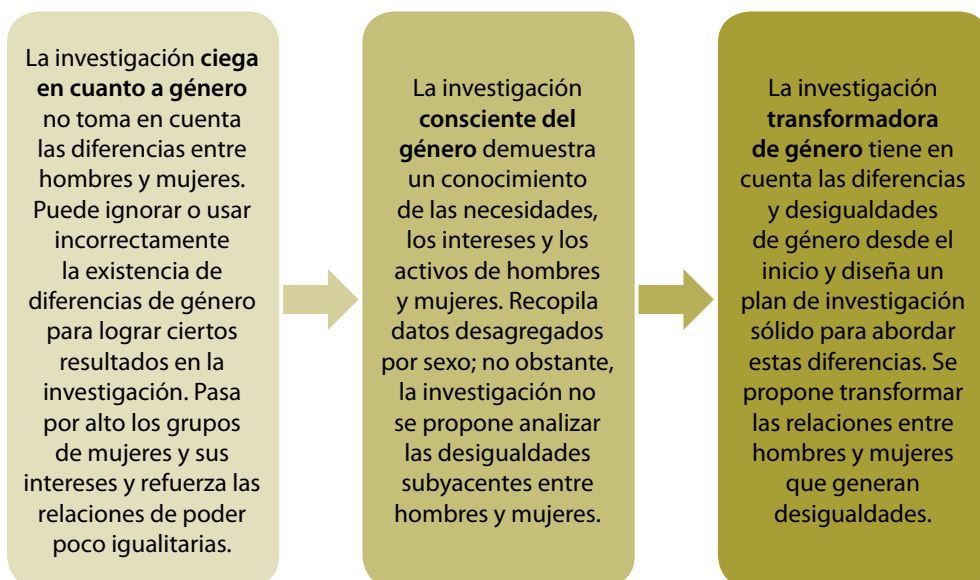 La investigación ciega
en cuanto a género
no toma en cuenta
las diferencias entre
hombres y mujeres.
Puede ignorar o usar
incorrectamente
la existencia de
diferencias de género
para lograr ciertos
resultados en la
investigación. Pasa
por alto los grupos
de mujeres y sus
intereses y refuerza las
relaciones de poder
poco igualitarias.
La investigación
consciente del
género demuestra
un conocimiento
de las necesidades,
los intereses y los
activos de hombres
y mujeres. Recopila
datos desagregados
por sexo; no obstante,
la investigación no
se propone analizar
las desigualdades
subyacentes entre
hombres y mujeres.
La investigación
transformadora
de género tiene en
cuenta las diferencias
y desigualdades
de género desde el
inicio y diseña un
plan de investigación
sólido para abordar
estas diferencias. Se
propone transformar
las relaciones entre
hombres y mujeres
que generan
desigualdades.